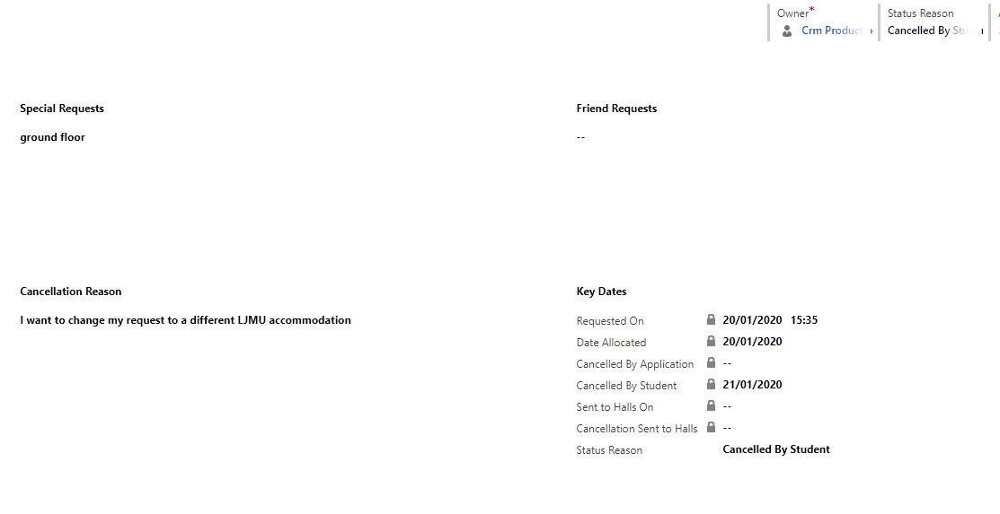 Owner*
Status Reason
Crm Product
Cancelled By
Special Requests
Friend Requests
ground floor
--
Cancellation Reason
Key Dates
I want to change my request to a different LJMU accommodation
Requested On 20/01/2020 15:35
Date Allocated 20/01/2020
Cancelled By Application --
Cancelled By Student 21/01/2020
Sent to Halls On --
Cancellation Sent to Halls --
Status Reason Cancelled By Student